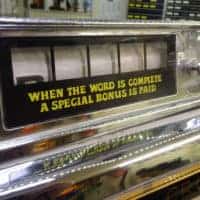 WHEN THE WORD IS COMPLETE
A SPECIAL BONUS IS PAID